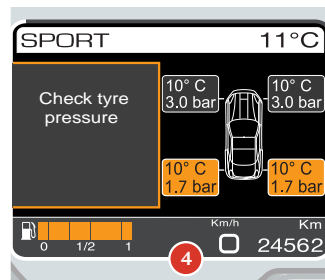 SPORT 11°C
Check tyre
pressure
10° C
3.0 bar
10° C
3.0 bar
10° C
1.7 bar
10° C
1.7 bar
Km/h Km
0 1/2 1 0 24562
4